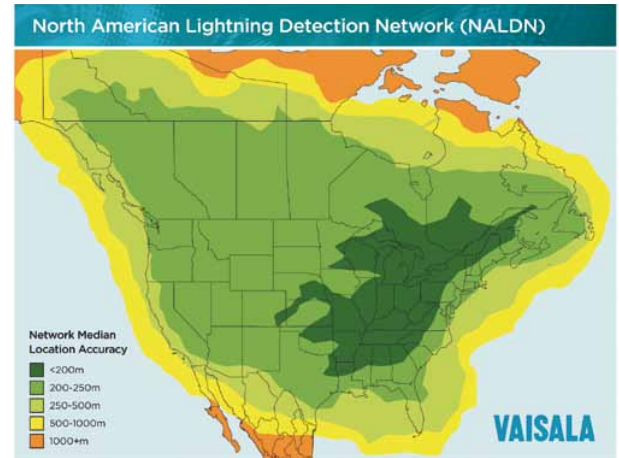 North American Lightning Detection Network (NALDN)
Network Median
Location Accuracy
<200m
200-250m
250-500m
500-1000m
1000+m
VAISALA